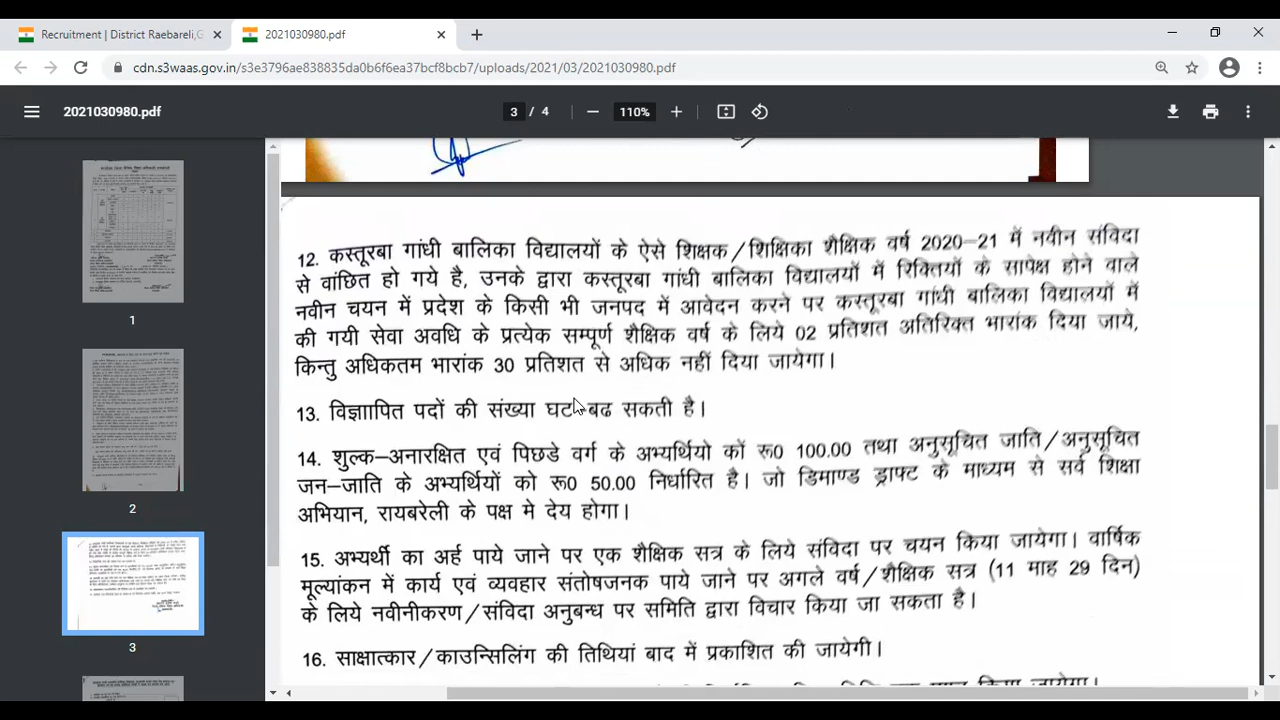 Recruitment | District Raebareli,G
2021030980.pdf
cdn.s3waas.gov.in/s3e3796ae838835da0b6f6ea37bcf8bcb7/uploads/2021/03/2021030980.pdf
2021030980.pdf
3 / 4
110%
1
2
3
12. कस्तूरबा गांधी बालिका विद्यालयों के ऐसे शिक्षक/शिक्षिका शैक्षिक वर्ष 2020–21 में नवीन संविदा
से वांछित हो गये है, उनके द्वारा कस्तूरबा गांधी बालिका विद्यालयों में रिक्तियों के सापेक्ष होने वाले
नवीन चयन में प्रदेश के किसी भी जनपद में आवेदन करने पर कस्तूरबा गांधी बालिका विद्यालयों में
की गयी सेवा अवधि के प्रत्येक सम्पूर्ण शैक्षिक वर्ष के लिये 02 प्रतिशत अतिरिक्त भारांक दिया जाये,
किन्तु अधिकतम भारांक 30 प्रतिशत से अधिक नहीं दिया जायेगा।
13. विज्ञाापित पदों की संख्या घट सकती है।
14. शुल्क–अनारक्षित एवं पिछडे वर्ग के अभ्यर्थियो को रू0 100.00 तथा अनुसूचित जाति/अनुसूचित
जन–जाति के अभ्यर्थियों को रू0 50.00 निर्धारित है। जो डिमाण्ड ड्राफ्ट के माध्यम से सर्व शिक्षा
अभियान, रायबरेली के पक्ष मे देय होगा।
15. अभ्यर्थी का अर्ह पाये जाने पर एक शैक्षिक सत्र के लिये संविदा पर चयन किया जायेगा। वार्षिक
मूल्याकन में कार्य एवं व्यवहार संतोषजनक पाये जाने पर अगले वर्ष/शैक्षिक सत्र (11 माह 29 दिन)
के लिये नवीनीकरण/संविदा अनुबन्ध पर समिति द्वारा विचार किया जा सकता है।
16. साक्षात्कार/काउन्सिलिंग की तिथियां बाद में प्रकाशित की जायेगी।